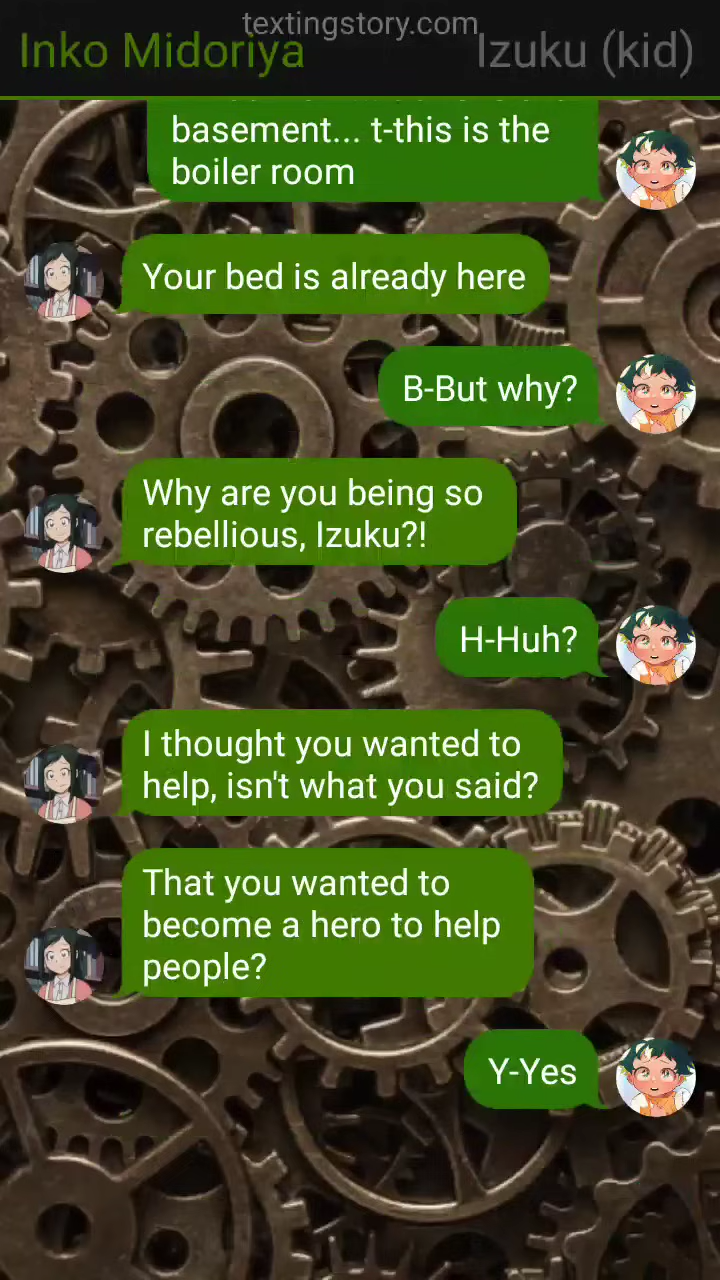 textingstory.com
Inko Midoriya
Izuku (kid)
basement... t-this is the
boiler room
Your bed is already here
B-But why?
Why are you being so
rebellious, Izuku?!
H-Huh?
I thought you wanted to
help, isn't what you said?
That you wanted to
become a hero to help
people?
Y-Yes